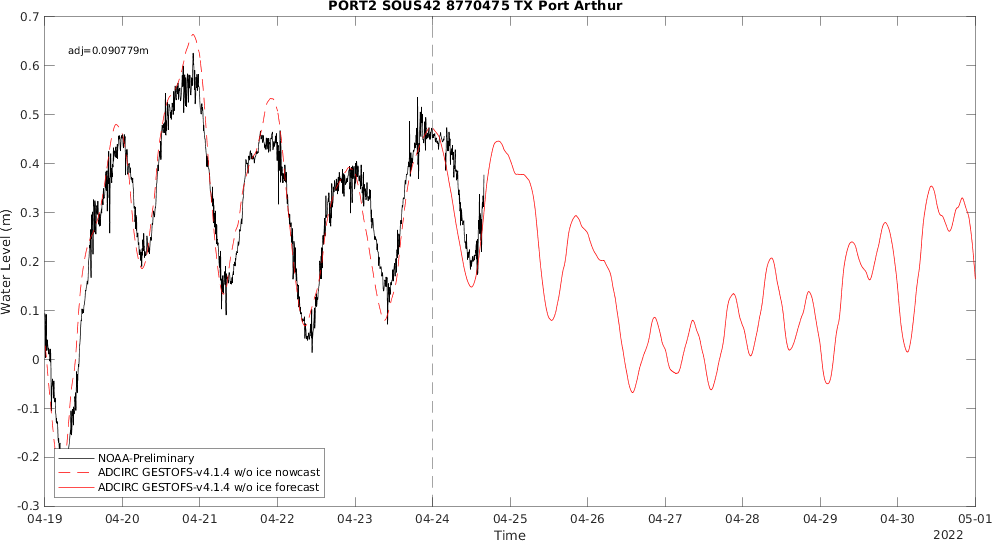 PORT2 SOUS42 8770475 TX Port Arthur
0.7
adj=0.090779m
0.6
0.5
0.4
0.3
0.2
0.1
0
-0.1
-0.2
-0.3
Water Level (m)
NOAA-Preliminary
ADCIRC GESTOFS-v4.1.4 w/o ice nowcast
ADCIRC GESTOFS-v4.1.4 w/o ice forecast
04-19 04-20 04-21 04-22 04-23 04-24 04-25 04-26 04-27 04-28 04-29 04-30 05-01
Time
2022